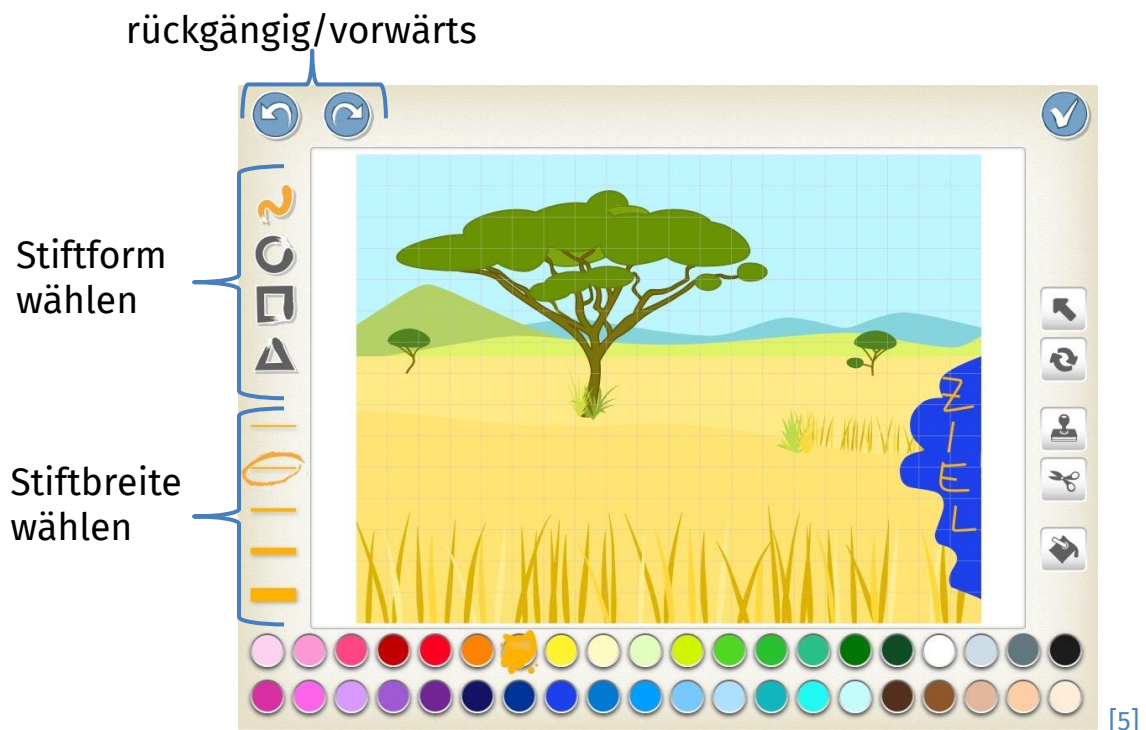 rückgängig/vorwärts
Stiftform
wählen
Stiftbreite
wählen
ZIEL
[5]